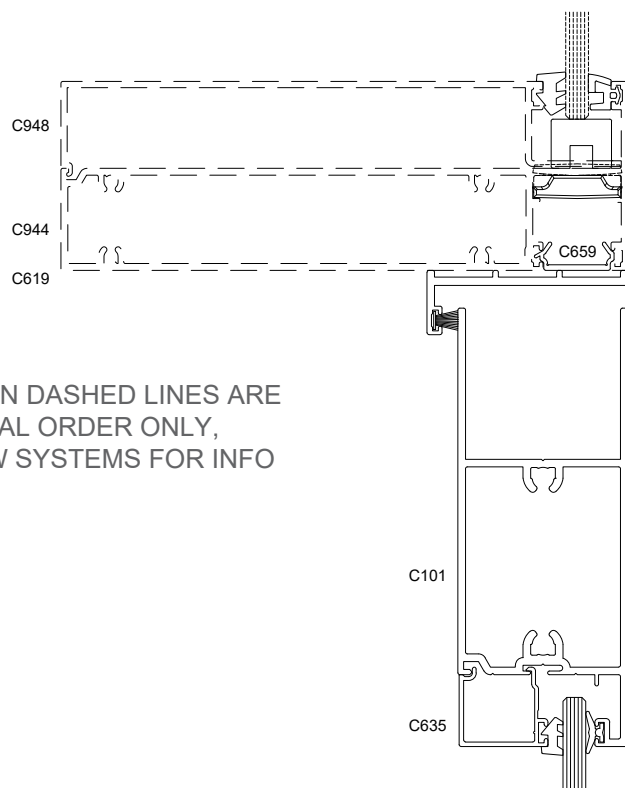 C948
C944
C659
C619
N DASHED LINES ARE
AL ORDER ONLY,
SYSTEMS FOR INFO
C101
C635